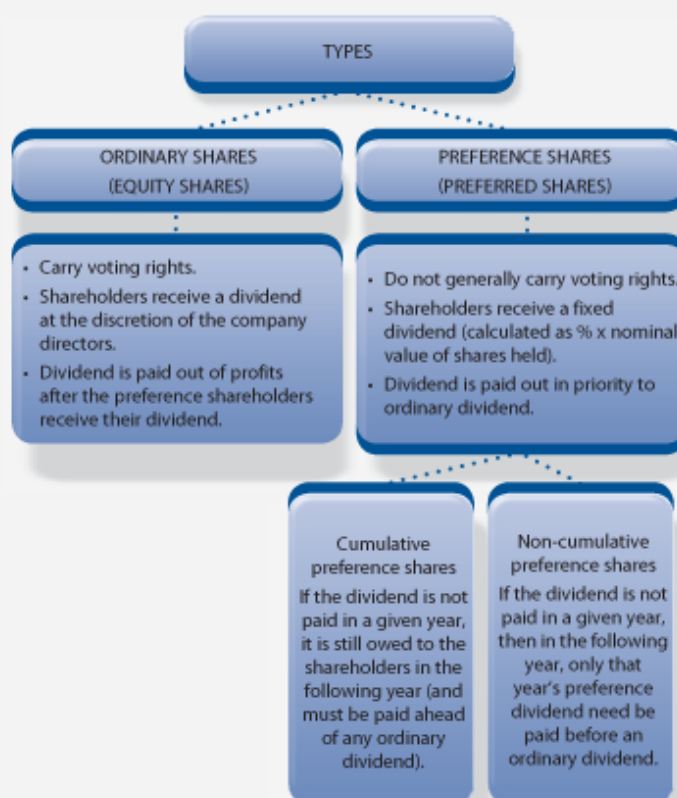 TYPES
ORDINARY SHARES
(EQUITY SHARES)
PREFERENCE SHARES
(PREFERRED SHARES)
• Carry voting rights.
• Shareholders receive a dividend
at the discretion of the company
directors.
• Dividend is paid out of profits
after the preference shareholders
receive their dividend.
• Do not generally carry voting rights.
• Shareholders receive a fixed
dividend (calculated as % x nominal
value of shares held).
• Dividend is paid out in priority to
ordinary dividend.
Cumulative
preference shares
If the dividend is not
paid in a given year,
it is still owed to the
shareholders in the
following year (and
must be paid ahead
of any ordinary
dividend).
Non-cumulative
preference shares
If the dividend is not
paid in a given year,
then in the following
year, only that
year's preference
dividend need be
paid before an
ordinary dividend.